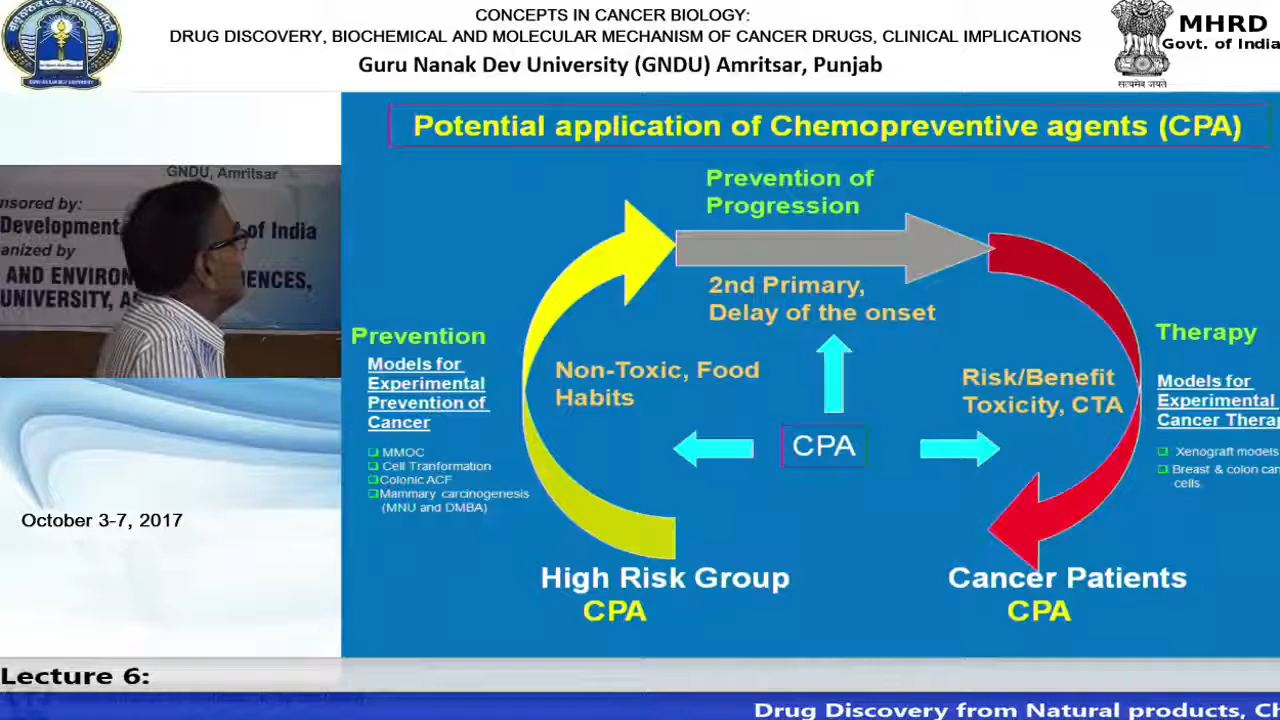 CONCEPTS IN CANCER BIOLOGY:
DRUG DISCOVERY, BIOCHEMICAL AND MOLECULAR MECHANISM OF CANCER DRUGS, CLINICAL IMPLICATIONS
Guru Nanak Dev University (GNDU) Amritsar, Punjab
MHRD
Govt. of India
सत्यमेव जयते
Potential application of Chemopreventive agents (CPA)
GNDU, Amritsar
nsored by:
Development
of India
anized by
AND ENVIRON
ENCES,
UNIVERSITY, A
Prevention of
Progression
2nd Primary,
Delay of the onset
Prevention
Models for
Experimental
Prevention of
Cancer
❑ MMOC
❑ Cell Tranformation
❑Colonic ACF
❑Mammary carcinogenesis
(MNU and DMBA)
Non-Toxic, Food
Habits
CPA
Risk/Benefit
Toxicity, CTA
Therapy
Models for
Experimental
Cancer Therap
❑ Xenograft models
❑ Breast & colon can
cells.
High Risk Group
CPA
Cancer Patients
CPA
October 3-7, 2017
Lecture 6:
Drug Discovery from Natural products, Ch